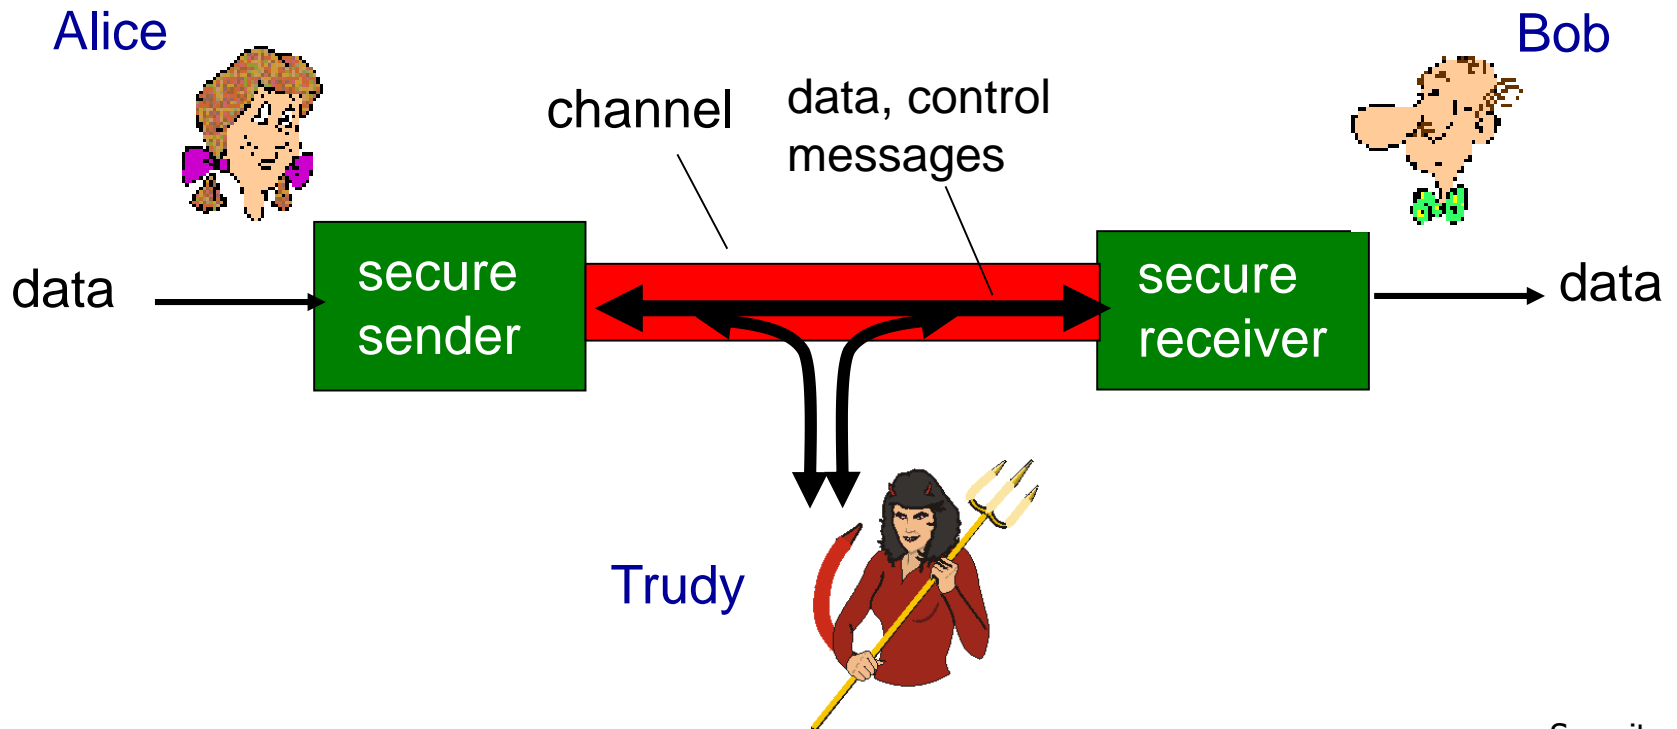 Alice
Bob
channel
data, control
messages
data
secure
sender
secure
receiver
data
Trudy